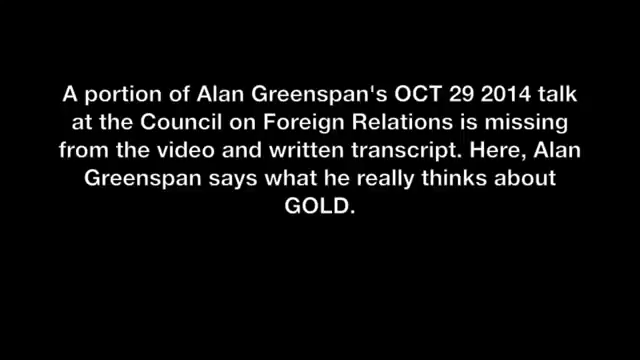 A portion of Alan Greenspan's OCT 29 2014 talk
at the Council on Foreign Relations is missing
from the video and written transcript. Here, Alan
Greenspan says what he really thinks about
GOLD.